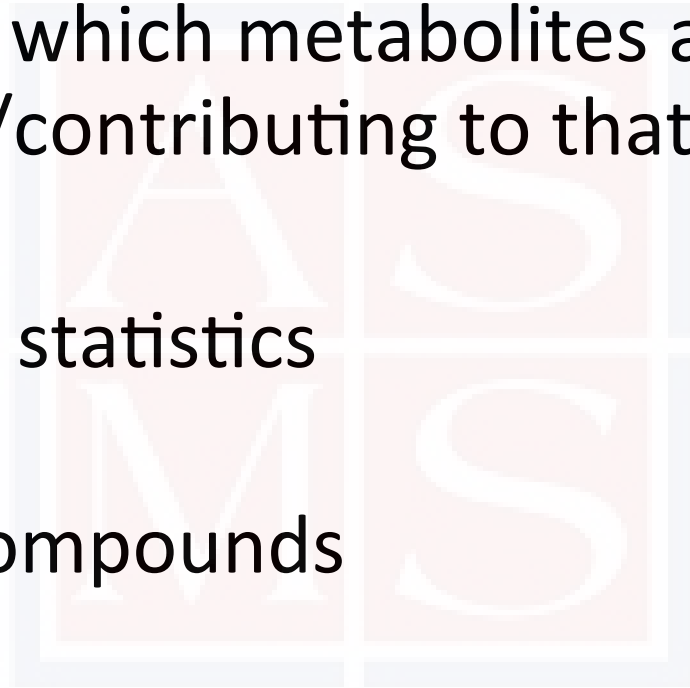 which metabolites a
/contributing to that
statistics
ompounds
A S
M S